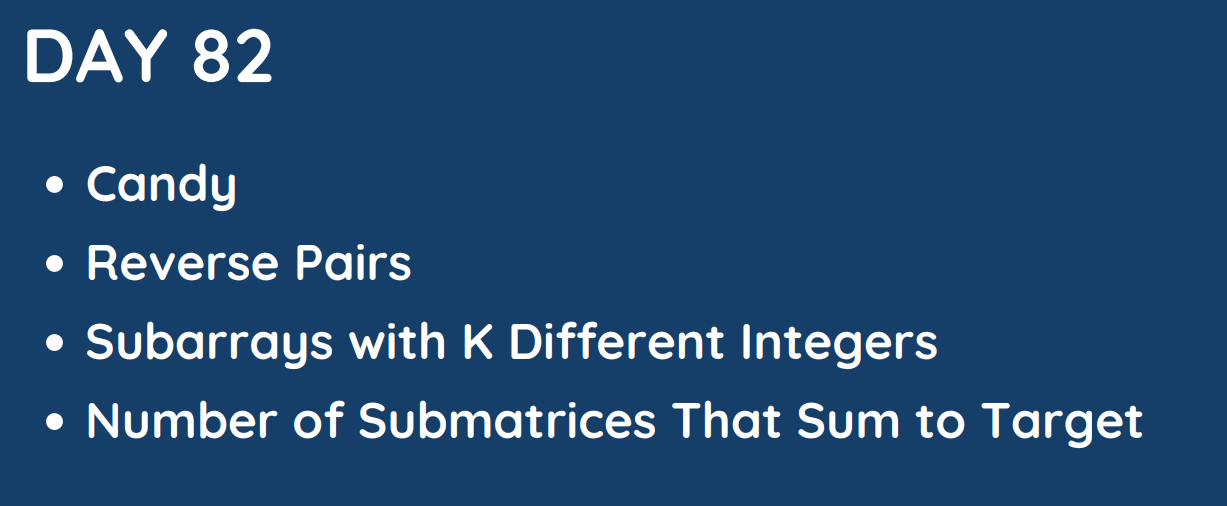 DAY 82
• Candy
• Reverse Pairs
• Subarrays with K Different Integers
• Number of Submatrices That Sum to Target